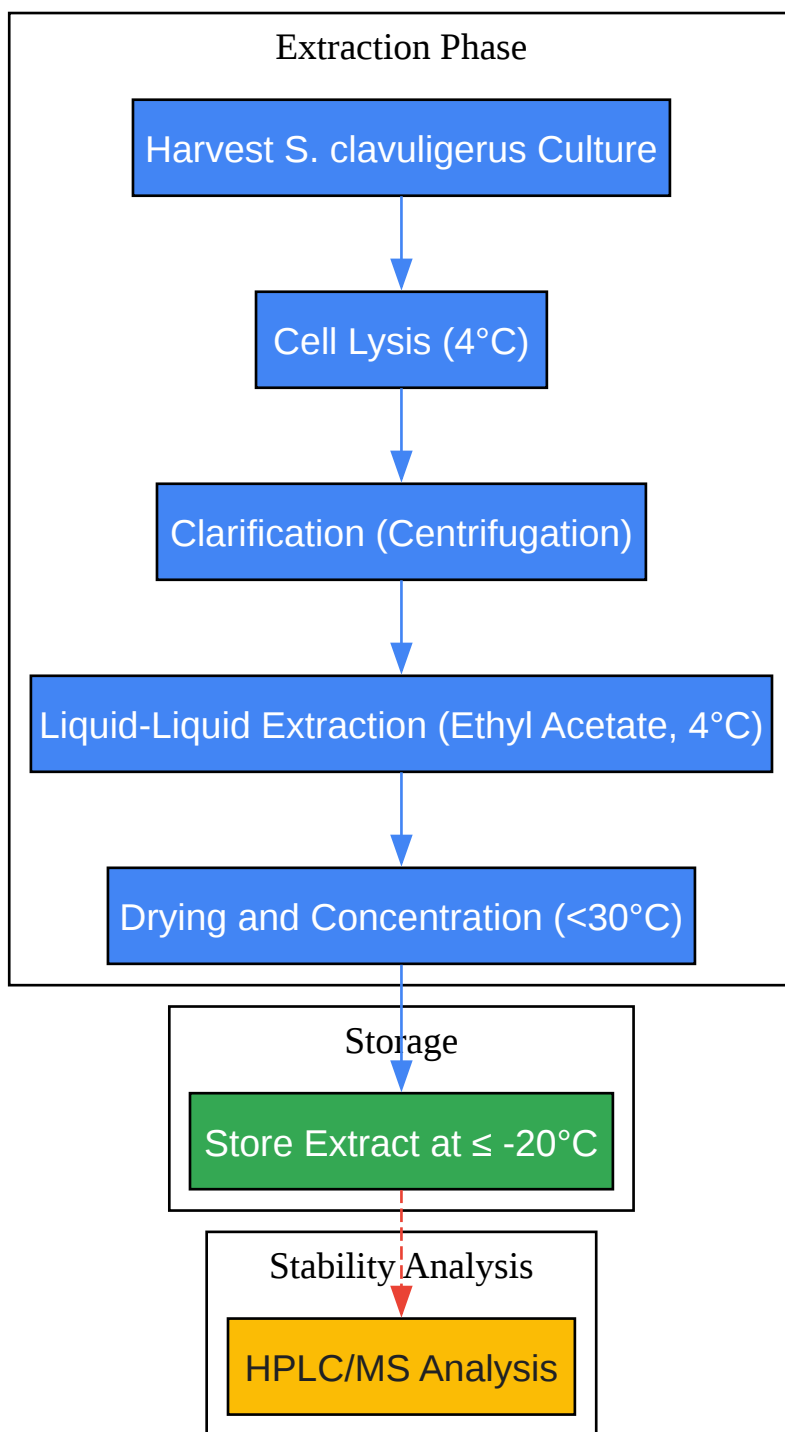 Extraction Phase
Harvest S. clavuligerus Culture
Cell Lysis (4°C)
Clarification (Centrifugation)
Liquid-Liquid Extraction (Ethyl Acetate, 4°C)
Drying and Concentration (<30°C)
Storage
Store Extract at ≤ -20°C
Stability Analysis
HPLC/MS Analysis